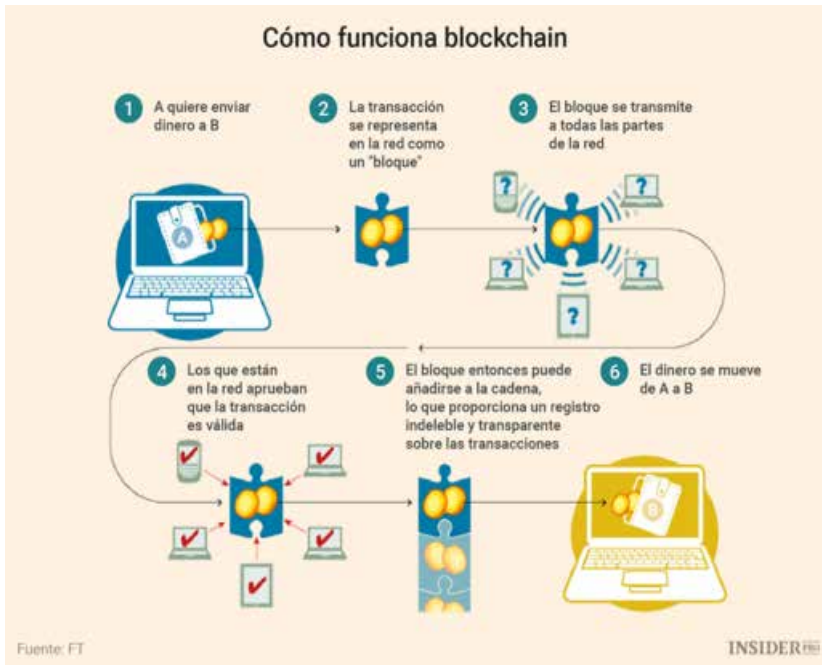 Cómo funciona blockchain
1
A quiere enviar
dinero a B
2
La transacción
se representa
en la red como
un "bloque"
3
El bloque se transmite
a todas las partes
de la red
?
?
?
?
?
A
4
Los que están
en la red aprueban
que la transacción
es válida
5
El bloque entonces puede
añadirse a la cadena,
lo que proporciona un registro
indeleble y transparente
sobre las transacciones
6
El dinero se mueve
de A a B
B
Fuente: FT
INSIDER